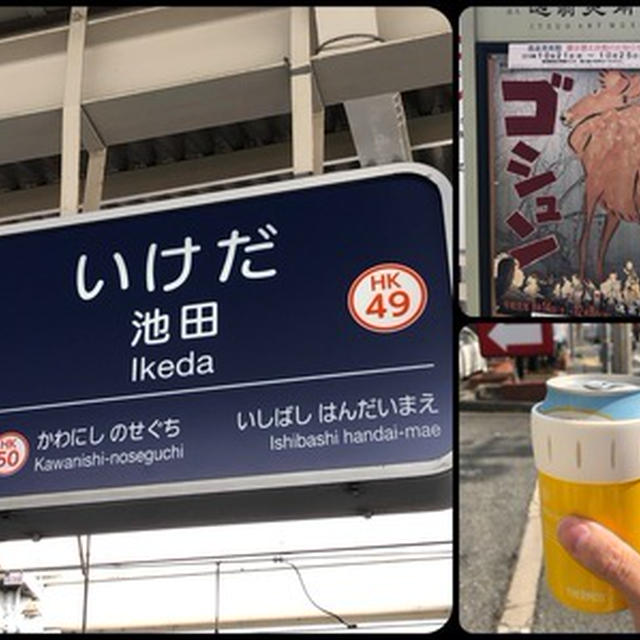 いけだ
池田
Ikeda
HK
49
HK
50
かわにし のせぐち
Kawanishi-noseguchi
いしばし はんだいまえ
Ishibashi handai-mae
ゴシュン
THERMOS